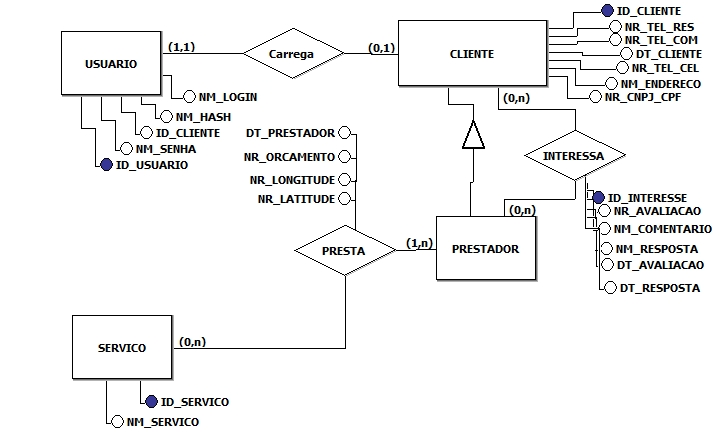 ID_CLIENTE
NR_TEL_RES
NR_TEL_COM
DT_CLIENTE
NR_TEL_CEL
NM_ENDERECO
NR_CNPJ_CPF
USUARIO
(1,1)
Carrega
(0,1)
CLIENTE
(0,n)
NM_LOGIN
NM_HASH
ID_CLIENTE
NM_SENHA
ID_USUARIO
DT_PRESTADOR
NR_ORCAMENTO
NR_LONGITUDE
NR_LATITUDE
INTERESSA
ID_INTERESSE
NR_AVALIACAO
NM_COMENTARIO
NM_RESPOSTA
DT_AVALIACAO
DT_RESPOSTA
(0,n)
PRESTA
(1,n)
PRESTADOR
SERVICO
(0,n)
ID_SERVICO
NM_SERVICO